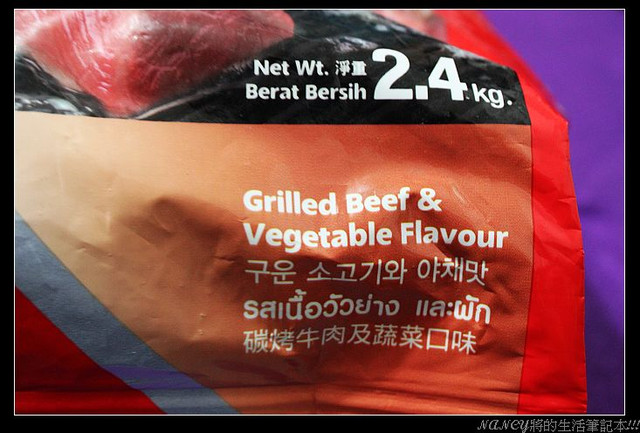 Net Wt. 淨重 2.4 kg.
Berat Bersih
Grilled Beef &
Vegetable Flavour
구운 소고기와 야채맛
รสเนื้อวัวย่าง และผัก
碳烤牛肉及蔬菜口味
NANCY將的生活筆記本!!!